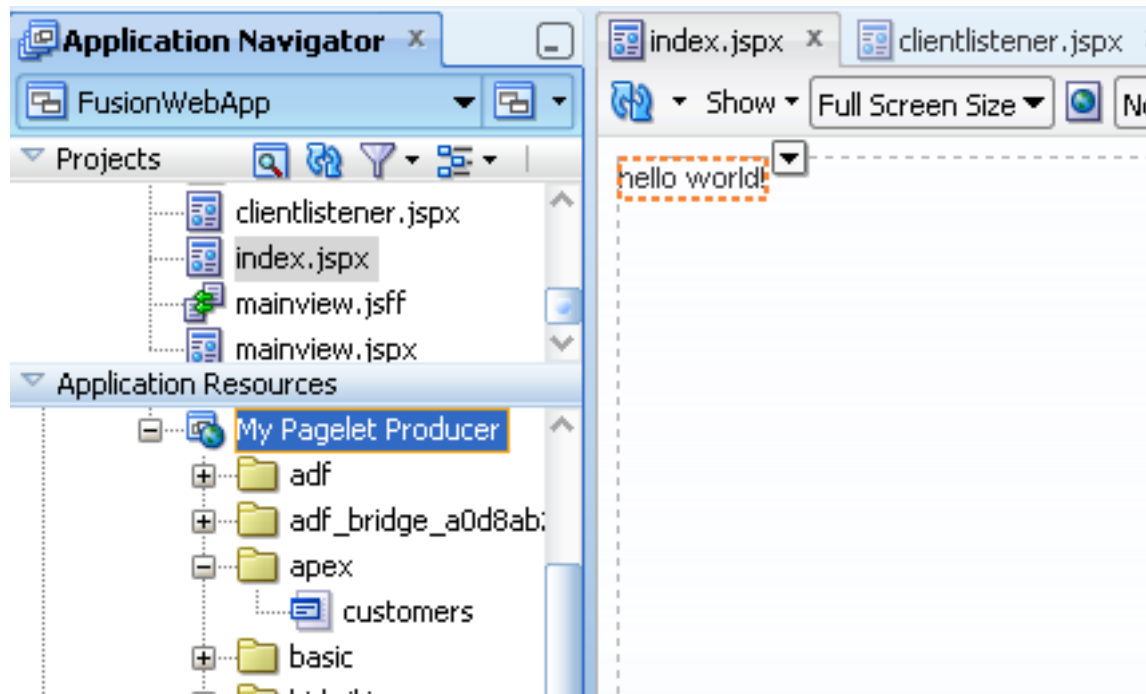 Application Navigator
FusionWebApp
Projects
clientlistener.jspx
index.jspx
mainview.jsff
mainview.jspx
Application Resources
My Pagelet Producer
adf
adf_bridge_a0d8ab
apex
customers
basic
index.jspx clientlistener.jspx
Show Full Screen Size
hello world!